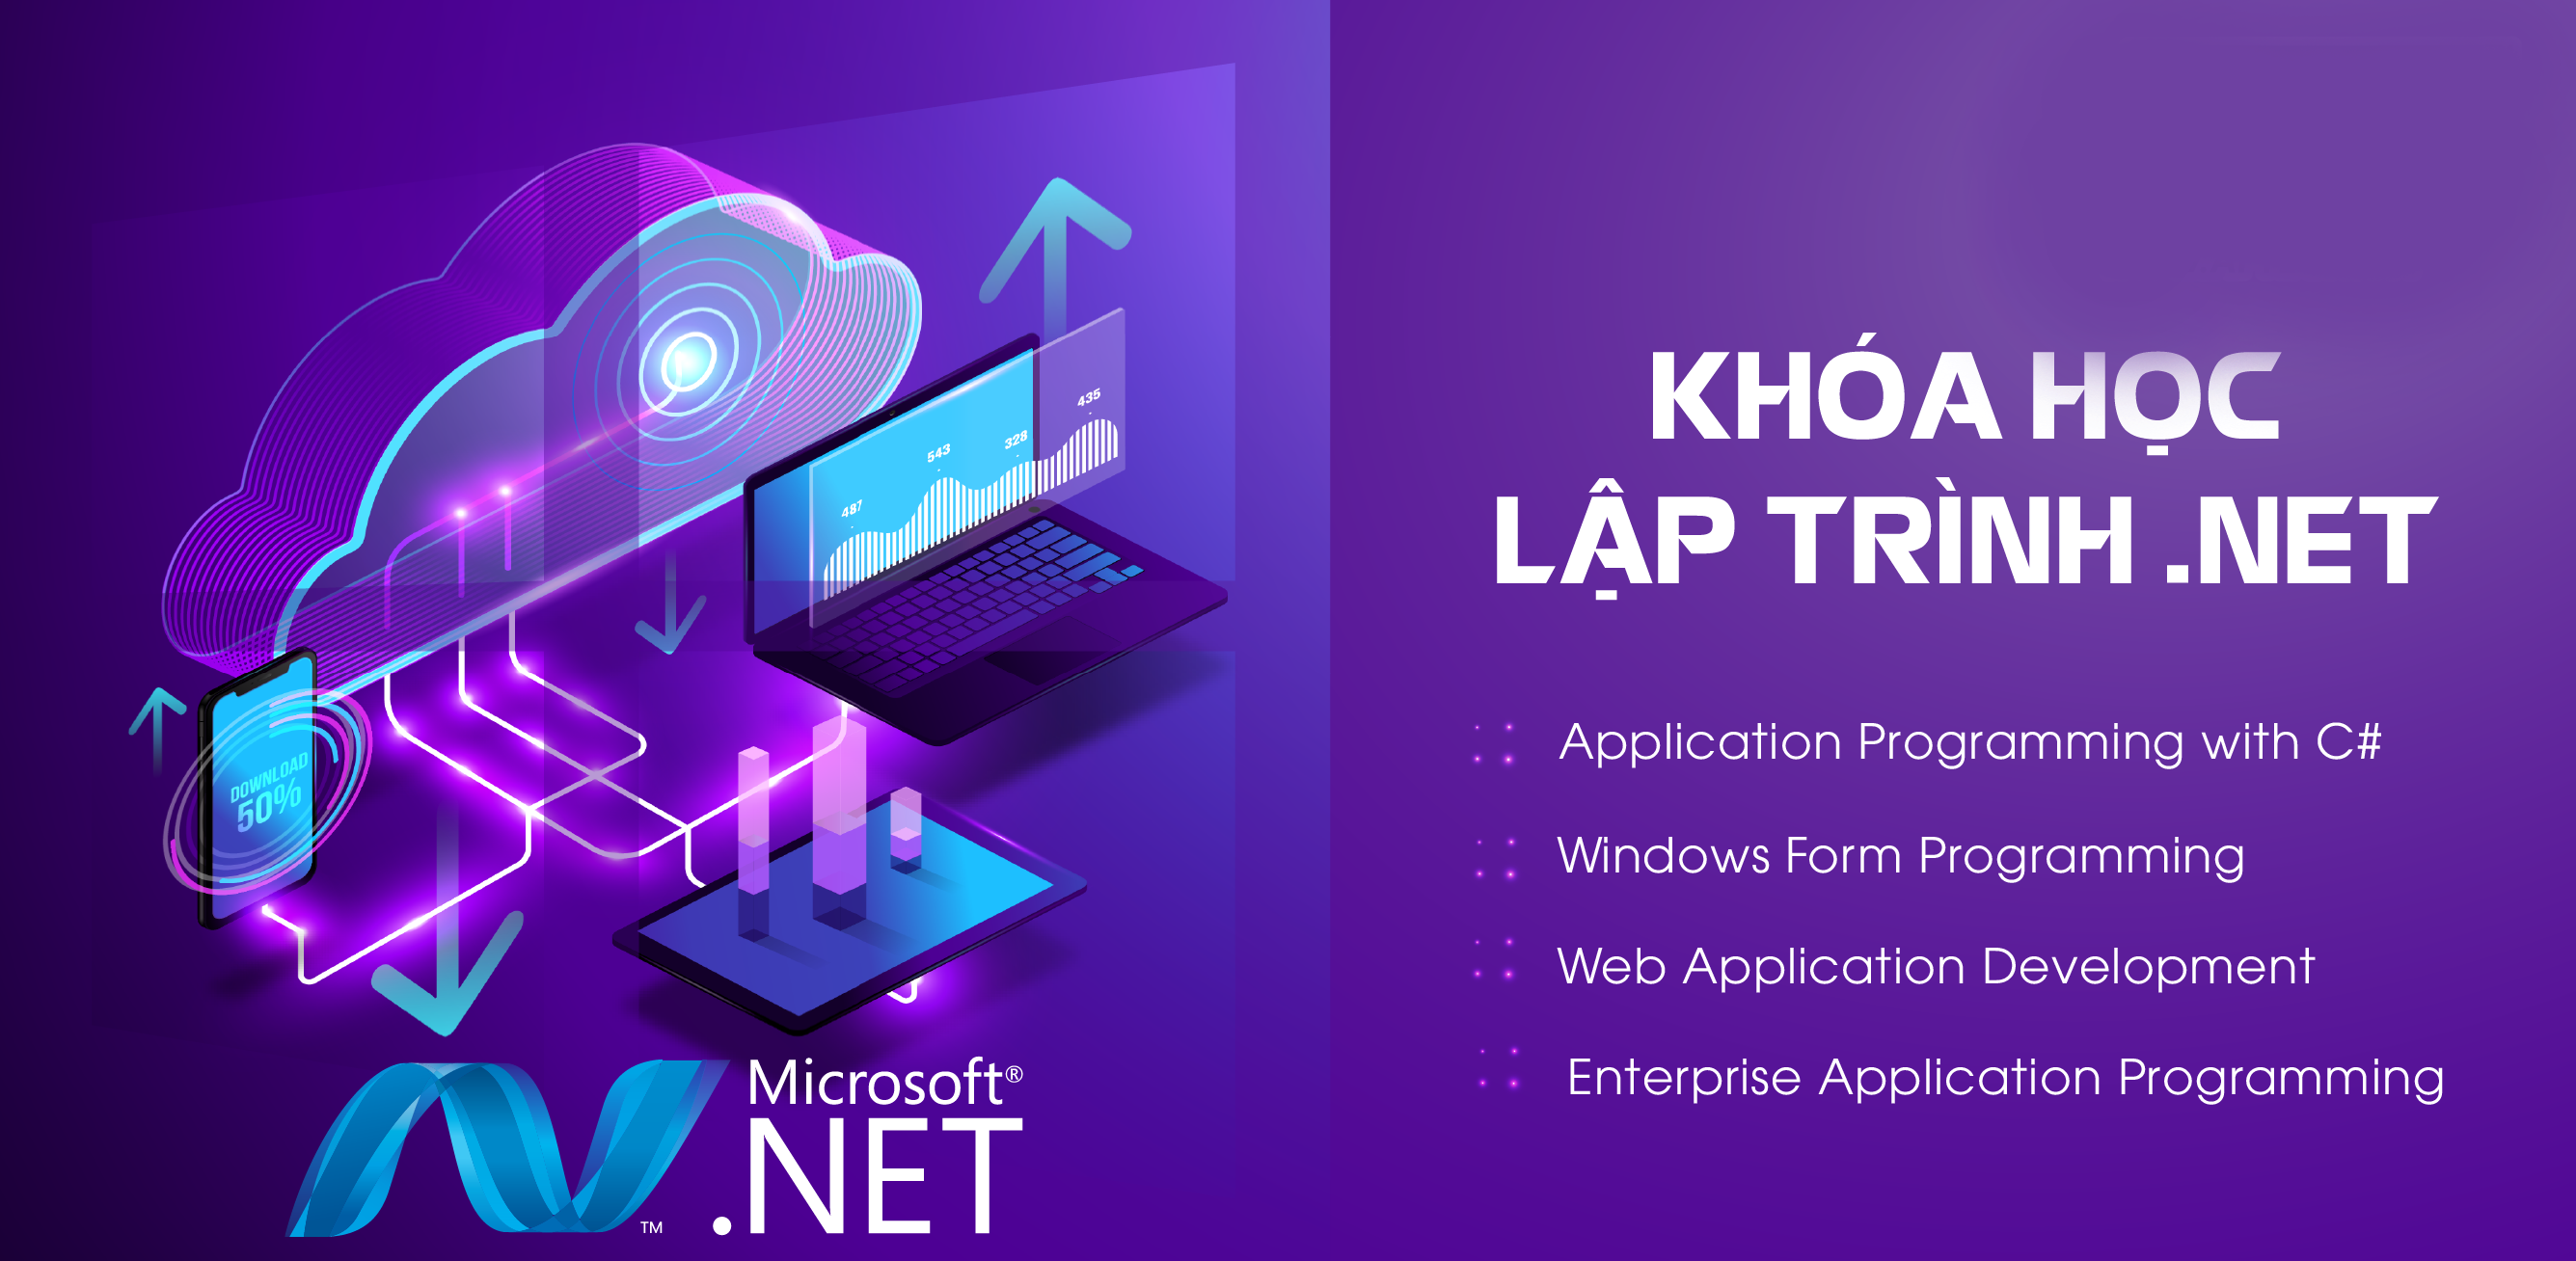 KHÓA HỌC
LẬP TRÌNH .NET
Application Programming with C#
Windows Form Programming
Web Application Development
Enterprise Application Programming
487
543
328
435
DOWNLOAD
50%
Microsoft®
.NET
TM